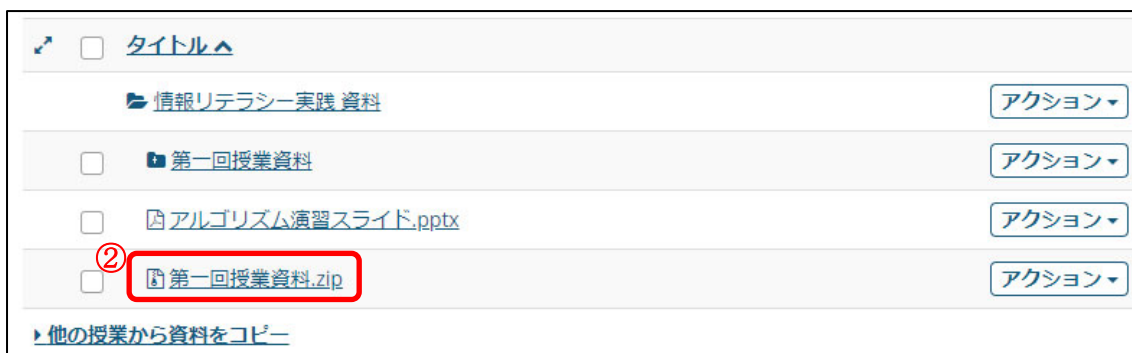 タイトル
情報リテラシー実践 資料 アクション
第一回授業資料 アクション
アルゴリズム演習スライド.pptx アクション
②
第一回授業資料.zip アクション
他の授業から資料をコピー